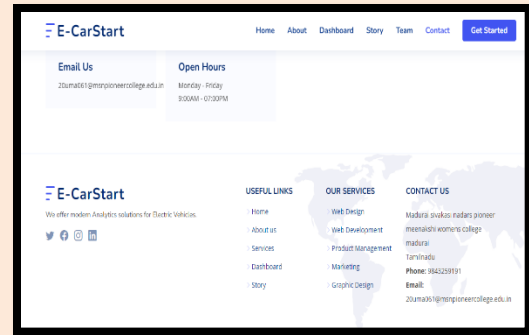 E-CarStart
Home About Dashboard Story Team Contact Get Started
Email Us
20uma061@msnpioneercollege.edu.in
Open Hours
Monday - Friday
9:00AM - 07:00PM
E-CarStart
We offer modern Analytics solutions for Electric Vehicles.
USEFUL LINKS
Home
About us
Services
Dashboard
Story
OUR SERVICES
Web Design
Web Development
Product Management
Marketing
Graphic Design
CONTACT US
Madurai sivakasi nadars pioneer
meenakshi womens college
madurai
Tamilnadu
Phone: 9843259191
Email:
20uma061@msnpioneercollege.edu.in